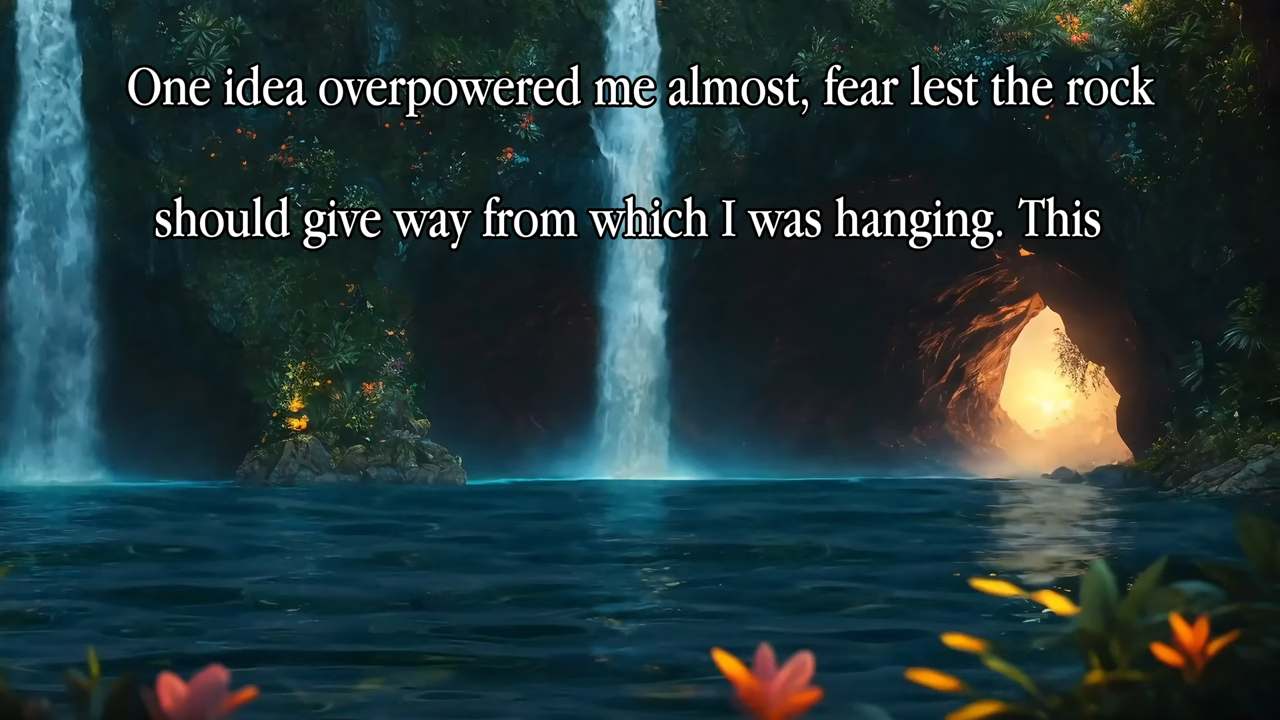 One idea overpowered me almost, fear lest the rock
should give way from which I was hanging. This